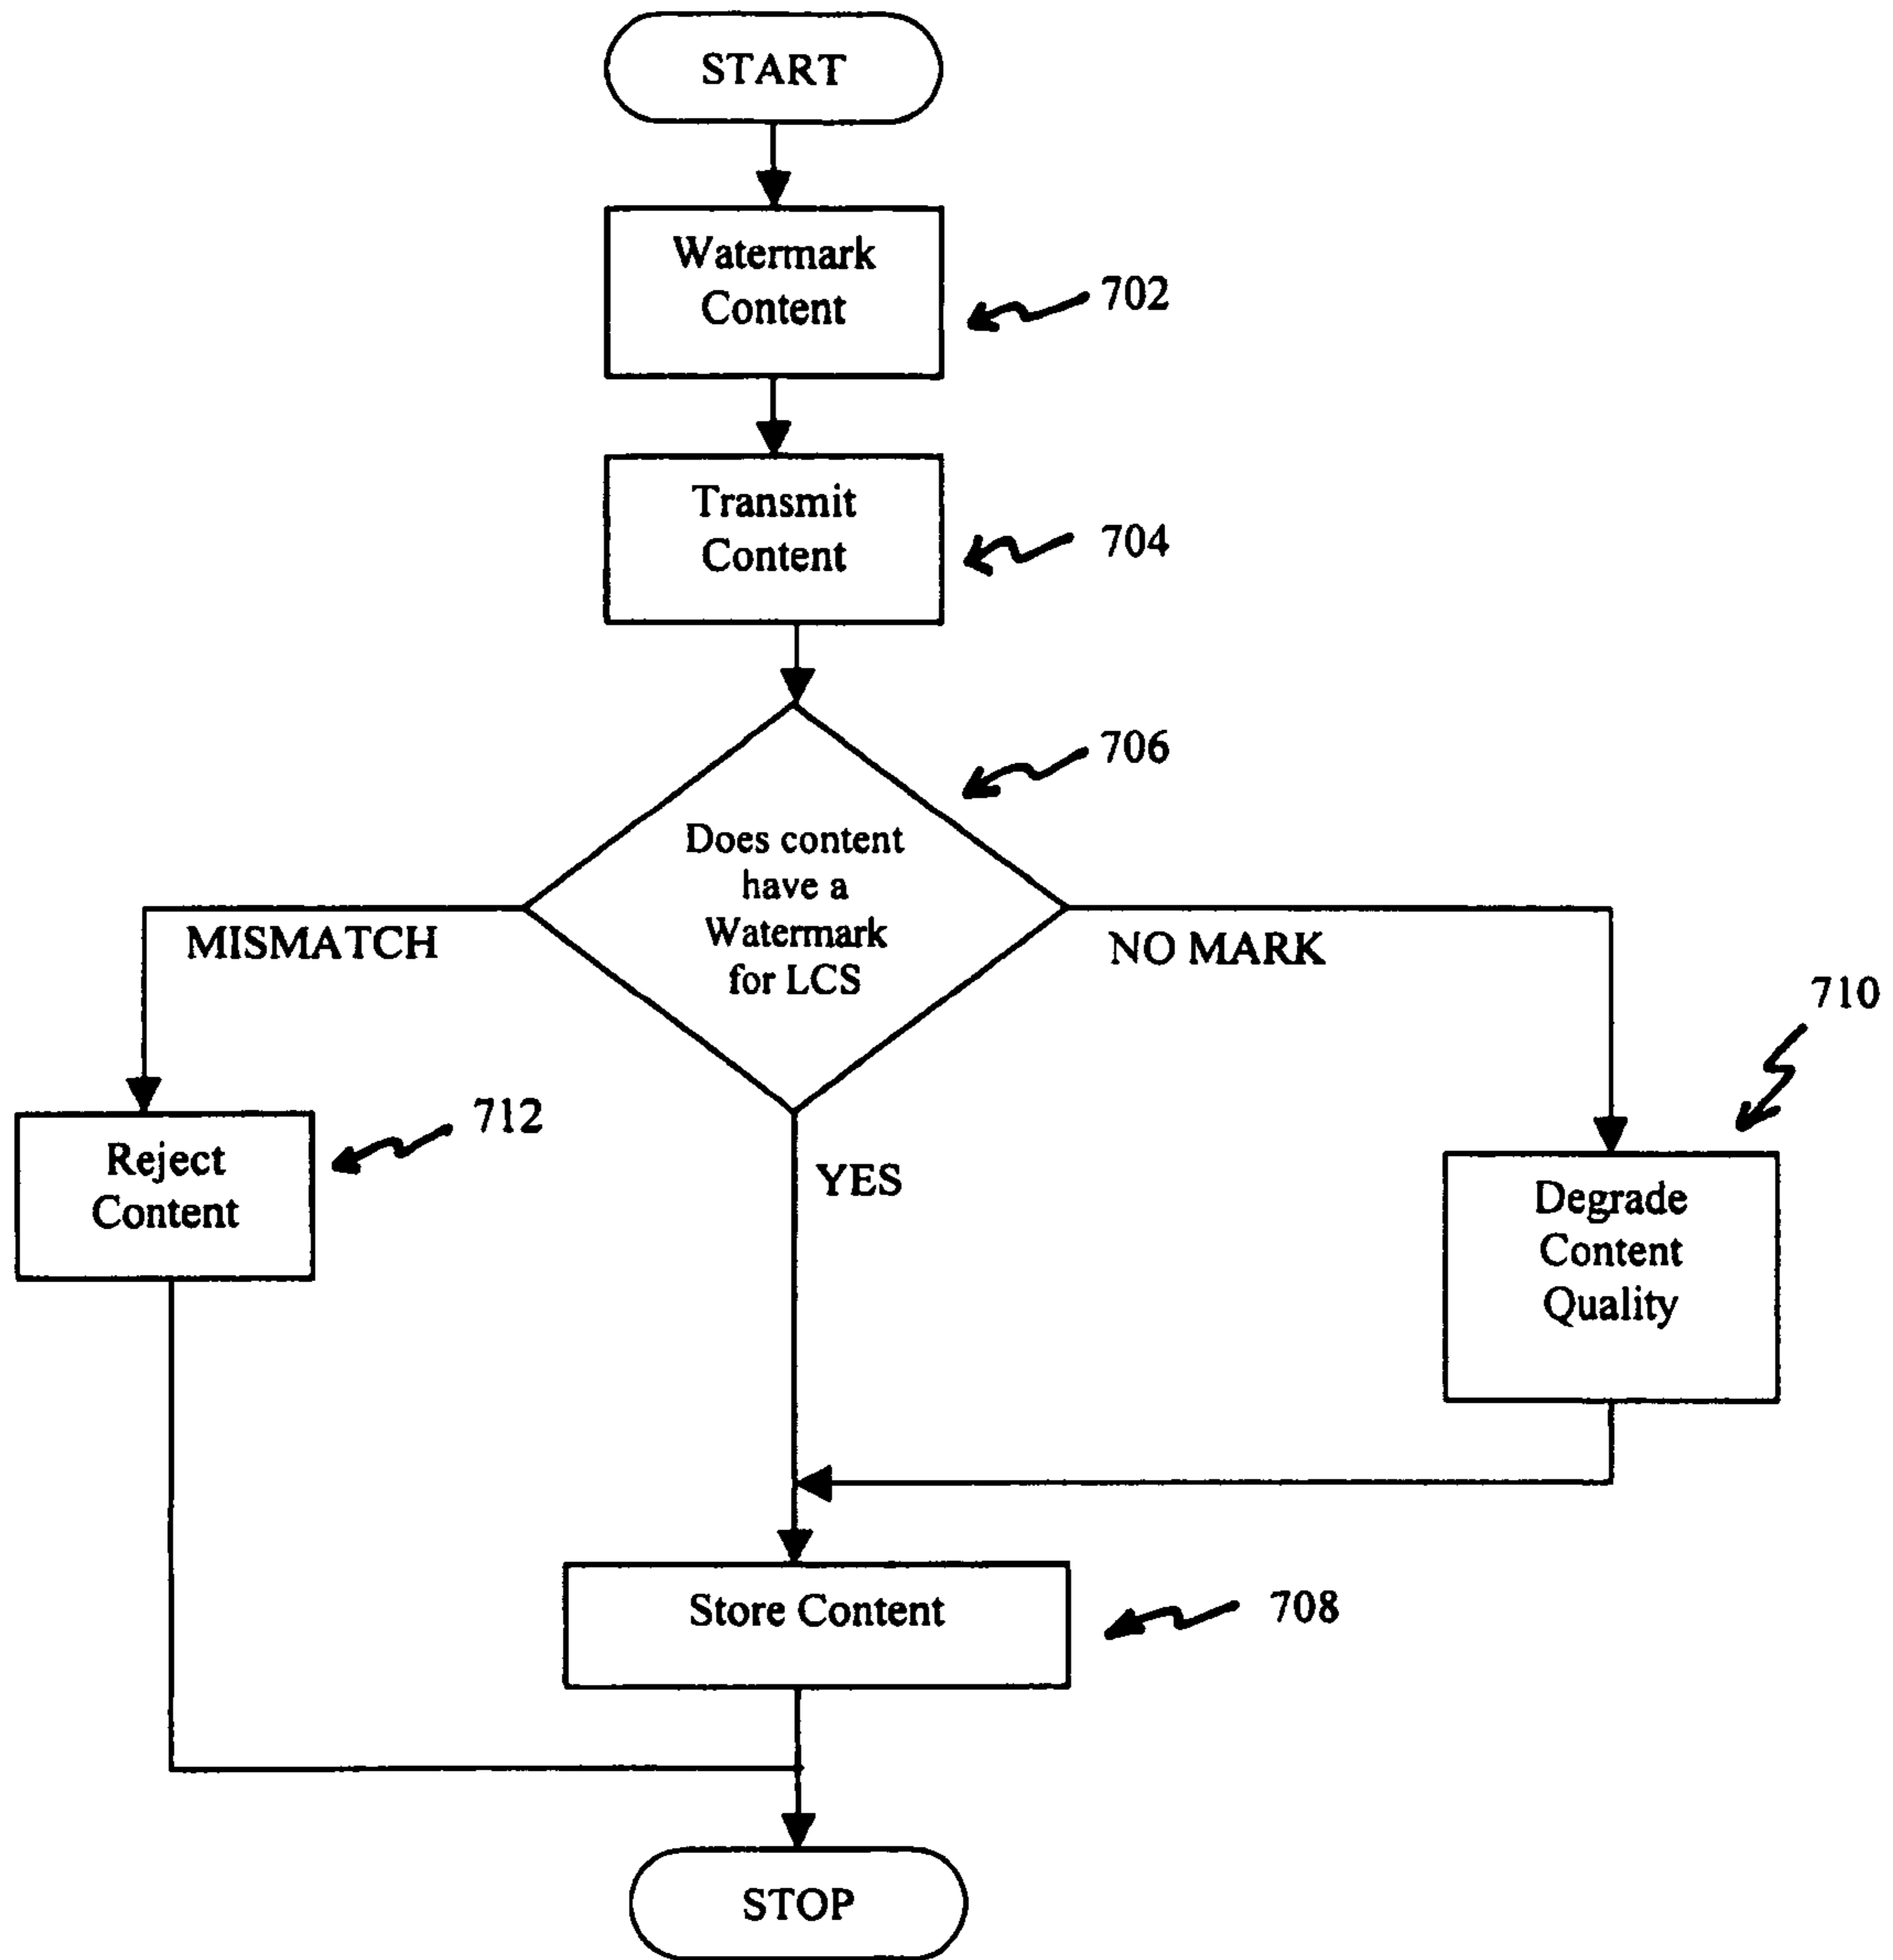 START
Watermark
Content
702
Transmit
Content
704
706
Does content
have a
Watermark
for LCS
MISMATCH
NO MARK
710
712
Reject
Content
YES
Degrade
Content
Quality
Store Content
708
STOP